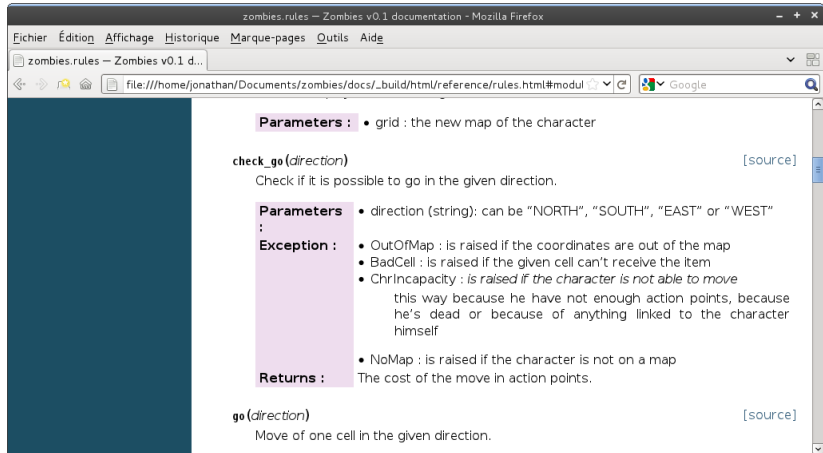 zombies.rules — Zombies v0.1 documentation - Mozilla Firefox
Fichier Édition Affichage Historique Marque-pages Outils Aide
zombies.rules — Zombies v0.1 d...
file:///home/jonathan/Documents/zombies/docs/_build/html/reference/rules.html#modul
Google
Parameters : • grid : the new map of the character
check_go(direction) [source]
Check if it is possible to go in the given direction.
Parameters • direction (string): can be “NORTH”, “SOUTH”, “EAST” or “WEST”
:
Exception : • OutOfMap : is raised if the coordinates are out of the map
• BadCell : is raised if the given cell can’t receive the item
• ChrIncapacity : is raised if the character is not able to move
this way because he have not enough action points, because
he’s dead or because of anything linked to the character
himself
• NoMap : is raised if the character is not on a map
Returns : The cost of the move in action points.
go(direction) [source]
Move of one cell in the given direction.